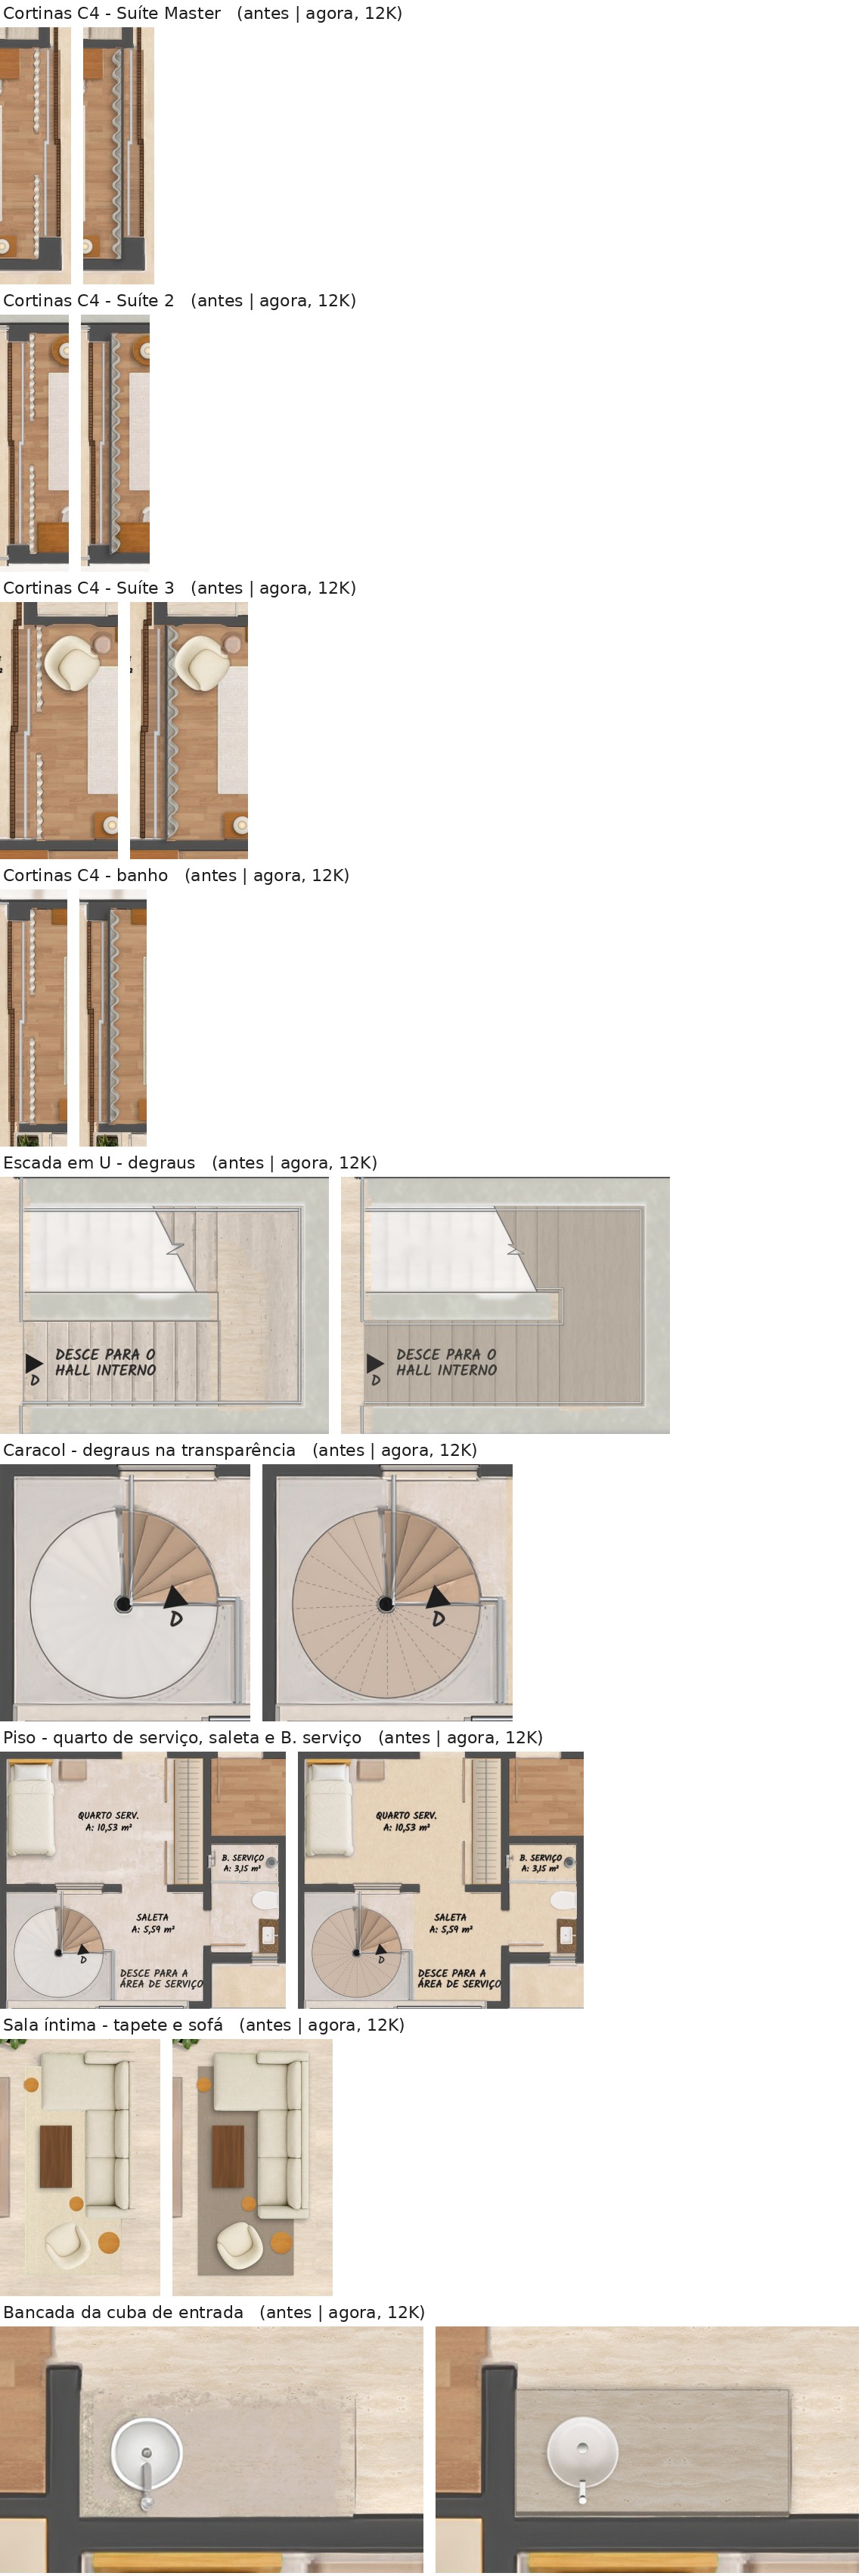 Cortinas C4 - Suíte Master   (antes | agora, 12K)
Cortinas C4 - Suíte 2   (antes | agora, 12K)
Cortinas C4 - Suíte 3   (antes | agora, 12K)
Cortinas C4 - banho   (antes | agora, 12K)
Escada em U - degraus   (antes | agora, 12K)
DESCE PARA O
HALL INTERNO
D
DESCE PARA O
HALL INTERNO
D
Caracol - degraus na transparência   (antes | agora, 12K)
D
D
Piso - quarto de serviço, saleta e B. serviço   (antes | agora, 12K)
QUARTO SERV.
A: 10,53 m²
B. SERVIÇO
A: 3,15 m²
SALETA
A: 5,59 m²
D
DESCE PARA A
ÁREA DE SERVIÇO
QUARTO SERV.
A: 10,53 m²
B. SERVIÇO
A: 3,15 m²
SALETA
A: 5,59 m²
D
DESCE PARA A
ÁREA DE SERVIÇO
Sala íntima - tapete e sofá   (antes | agora, 12K)
Bancada da cuba de entrada   (antes | agora, 12K)